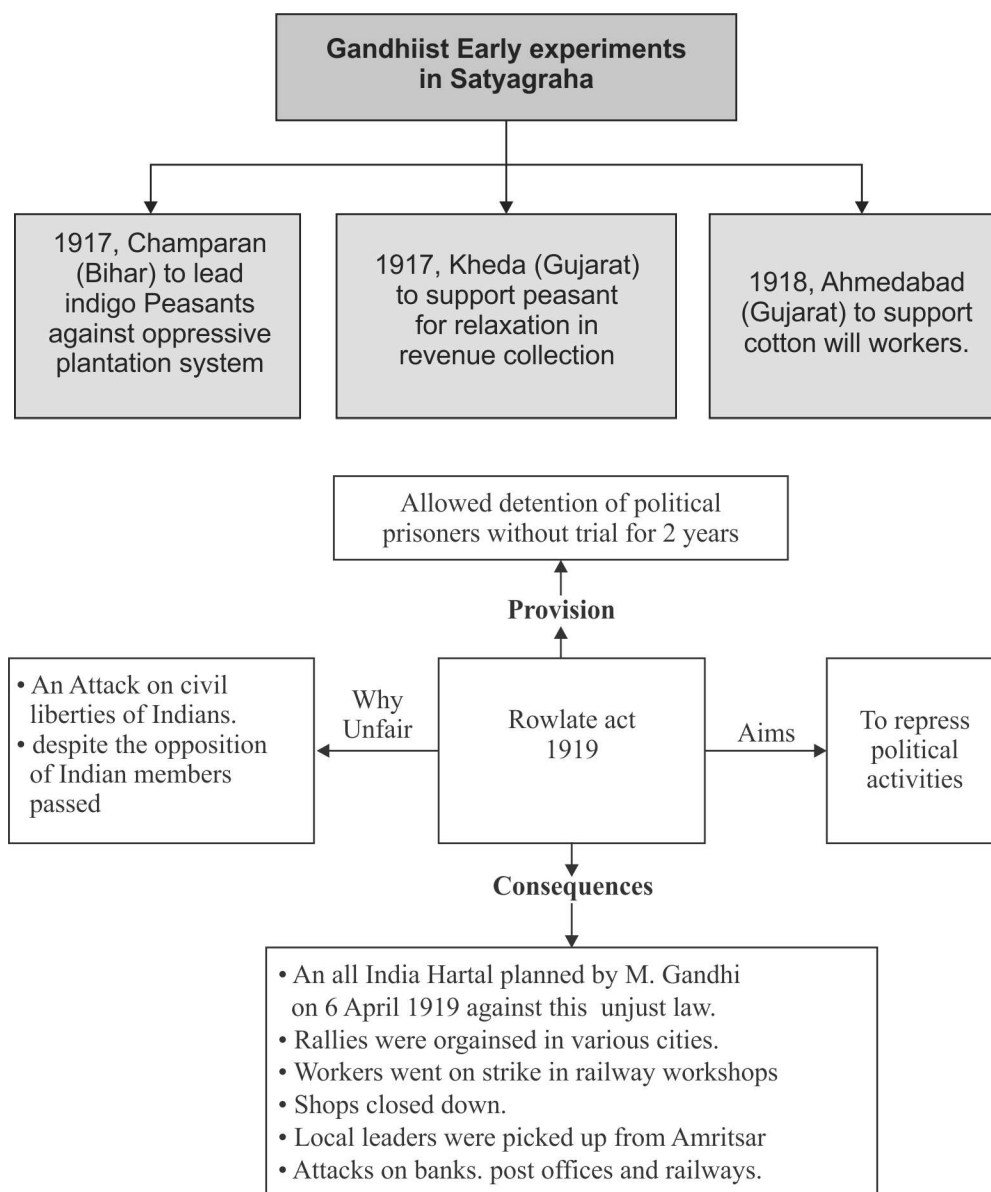 Gandhiist Early experiments
in Satyagraha
1917, Champaran
(Bihar) to lead
indigo Peasants
against oppressive
plantation system
1917, Kheda (Gujarat)
to support peasant
for relaxation in
revenue collection
1918, Ahmedabad
(Gujarat) to support
cotton will workers.
Allowed detention of political
prisoners without trial for 2 years
Provision
• An Attack on civil
liberties of Indians.
• despite the opposition
of Indian members
passed
Why
Unfair
Rowlate act
1919
Aims
To repress
political
activities
Consequences
• An all India Hartal planned by M. Gandhi
on 6 April 1919 against this unjust law.
• Rallies were orgainsed in various cities.
• Workers went on strike in railway workshops
• Shops closed down.
• Local leaders were picked up from Amritsar
• Attacks on banks. post offices and railways.